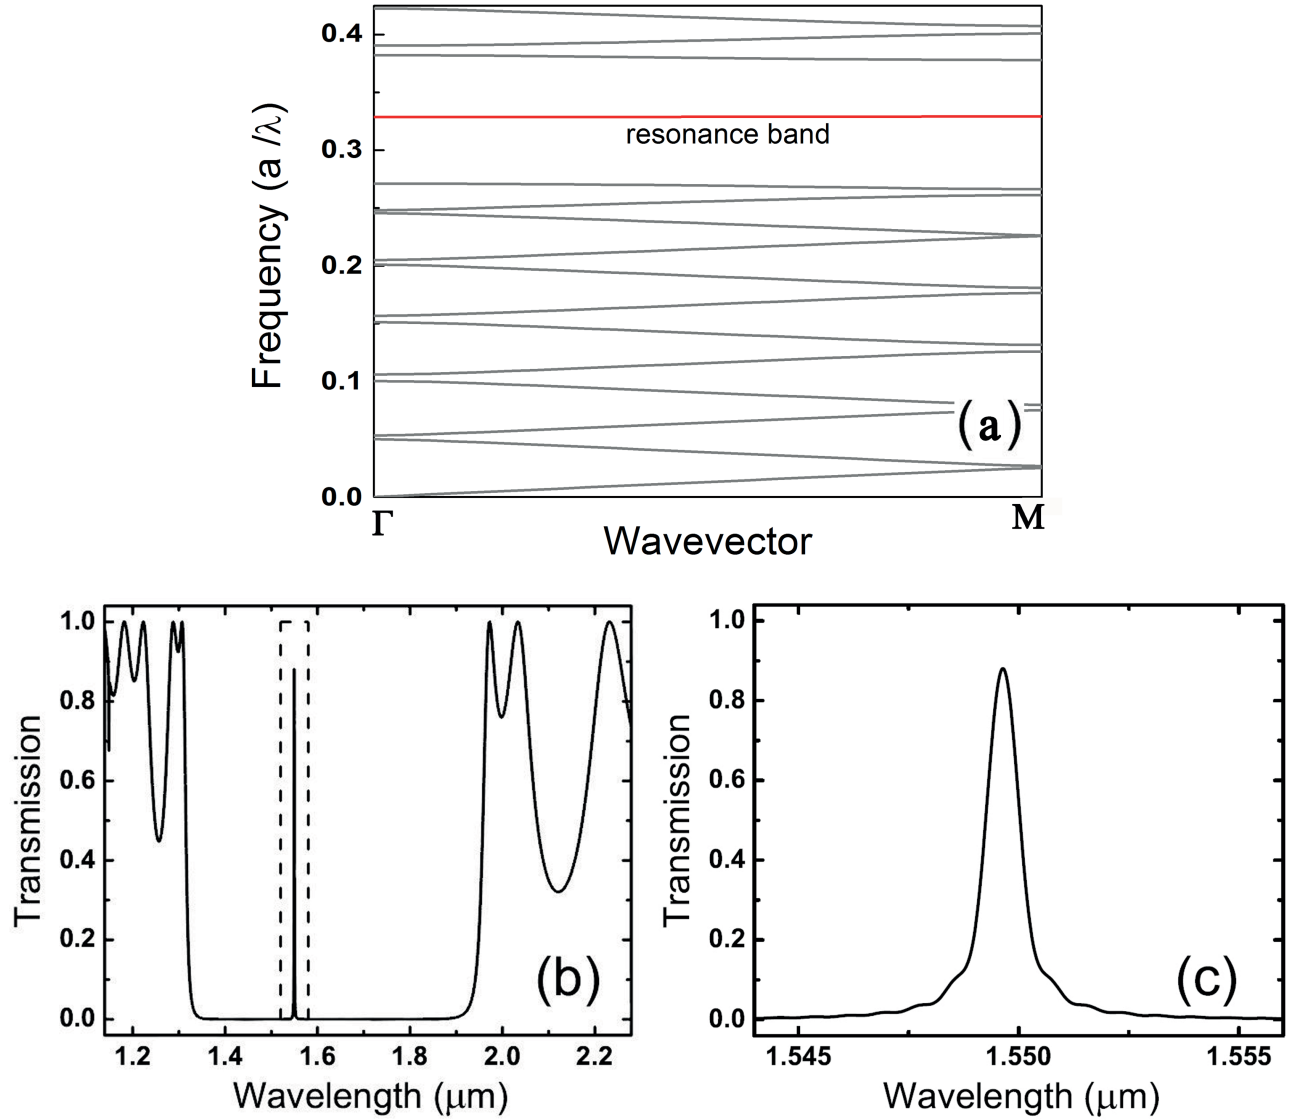 0.4
0.3
0.2
0.1
0.0
Frequency (a /λ)
resonance band
(a)
Γ
M
Wavevector
1.0
0.8
0.6
0.4
0.2
0.0
Transmission
(b)
1.2 1.4 1.6 1.8 2.0 2.2
Wavelength (μm)
1.0
0.8
0.6
0.4
0.2
0.0
Transmission
(c)
1.545 1.550 1.555
Wavelength (μm)